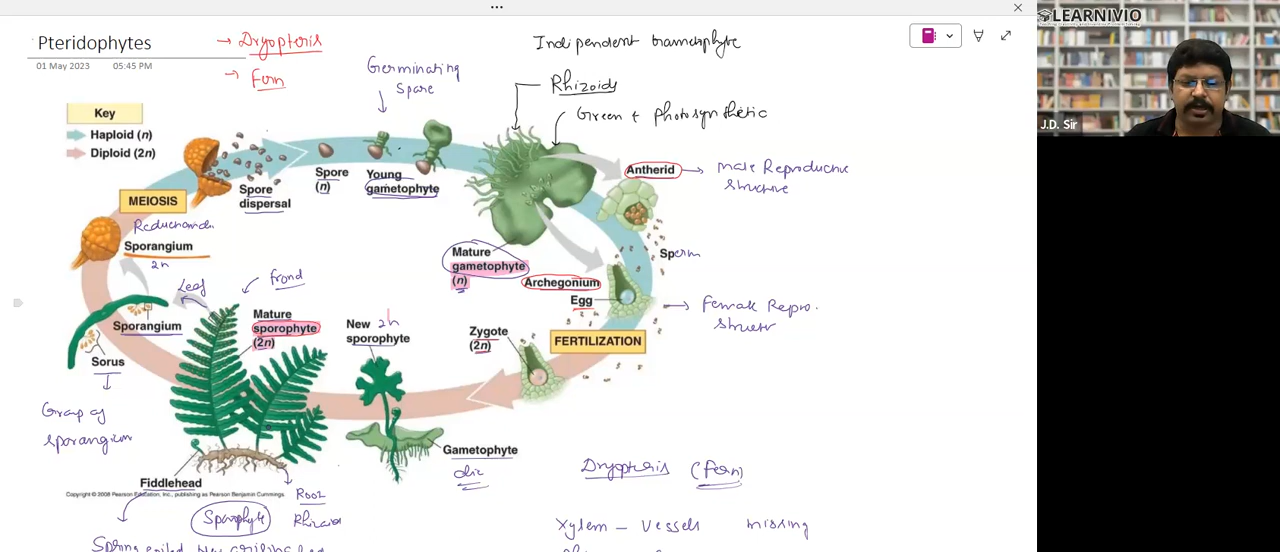 Pteridophytes
01 May 2023 05:45 PM
→ Dryopteris
→ Fern
Germinating
Spore
Independent Gametophyte
Rhizoids
Green + Photosynthetic
LEARNIVIO
J.D. Sir
Key
Haploid (n)
Diploid (2n)
MEIOSIS
Spore
dispersal
Spore
(n)
Young
gametophyte
Antherid → male Reproductive
structure
Sporangium
2n
Mature
gametophyte
(n)
Sperm
Archegonium
Egg
→ Female Repro.
FERTILIZATION
Zygote
(2n)
Leaf
frond
Sporangium
Mature
sporophyte
(2n)
New 2n
sporophyte
Sorus
Group of
Sporangium
Gametophyte
die
Fiddlehead
Copyright © 2008 Pearson Education, Inc., publishing as Pearson Benjamin Cummings.
Root
Sporophyte
Dryopteris (Fern)
Xylem - Vessels missing